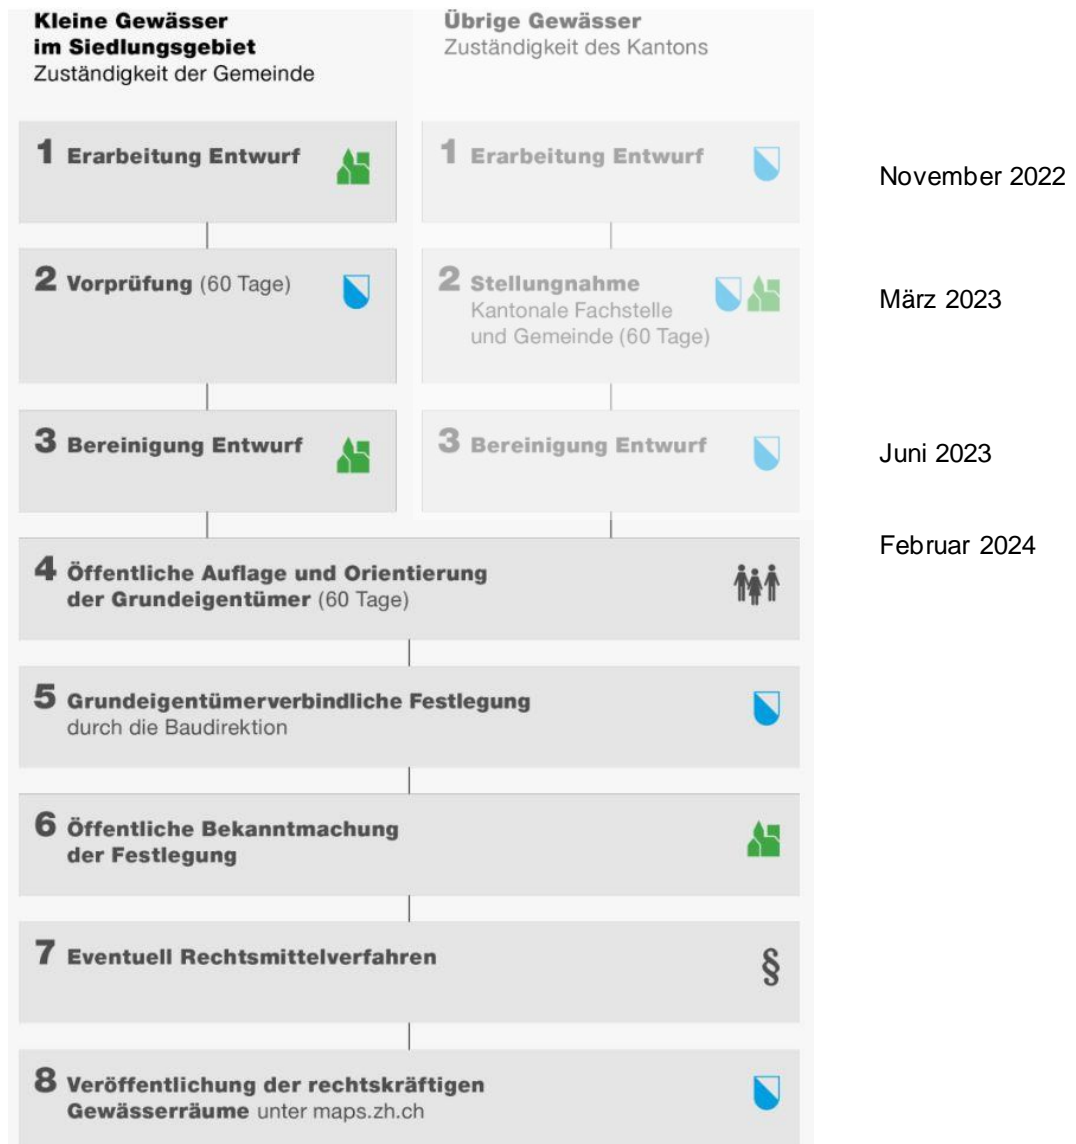 Kleine Gewässer
im Siedlungsgebiet
Zuständigkeit der Gemeinde
Übrige Gewässer
Zuständigkeit des Kantons
1 Erarbeitung Entwurf
1 Erarbeitung Entwurf
November 2022
2 Vorprüfung (60 Tage)
2 Stellungnahme
Kantonale Fachstelle
und Gemeinde (60 Tage)
März 2023
3 Bereinigung Entwurf
3 Bereinigung Entwurf
Juni 2023
Februar 2024
4 Öffentliche Auflage und Orientierung
der Grundeigentümer (60 Tage)
5 Grundeigentümerverbindliche Festlegung
durch die Baudirektion
6 Öffentliche Bekanntmachung
der Festlegung
7 Eventuell Rechtsmittelverfahren
§
8 Veröffentlichung der rechtskräftigen
Gewässerräume unter maps.zh.ch